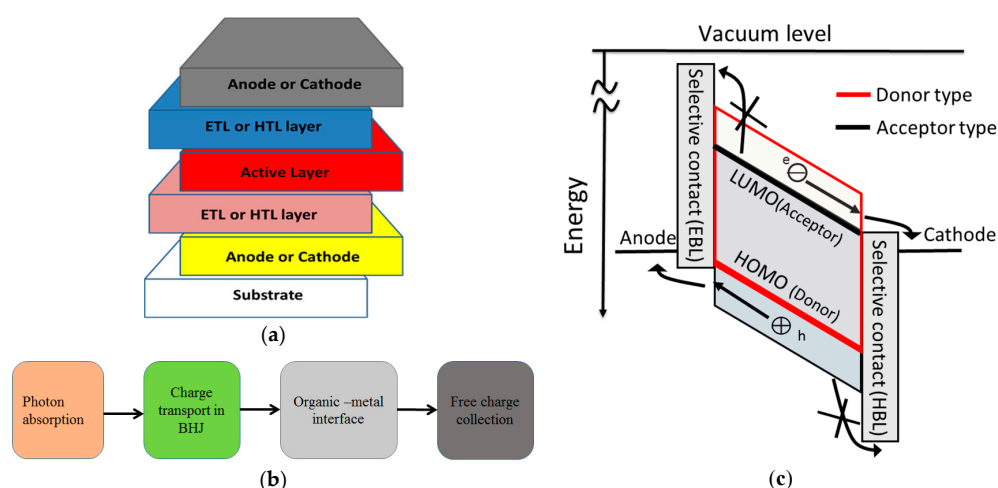 Anode or Cathode
ETL or HTL layer
Active Layer
ETL or HTL layer
Anode or Cathode
Substrate
(a)
Photon
absorption
Charge
transport in
BHJ
Organic –metal
interface
Free charge
collection
(b)
Vacuum level
Selective contact (EBL)
Donor type
Acceptor type
Energy
e
LUMO(Acceptor)
Anode
Cathode
HOMO (Donor)
h
Selective contact (HBL)
(c)